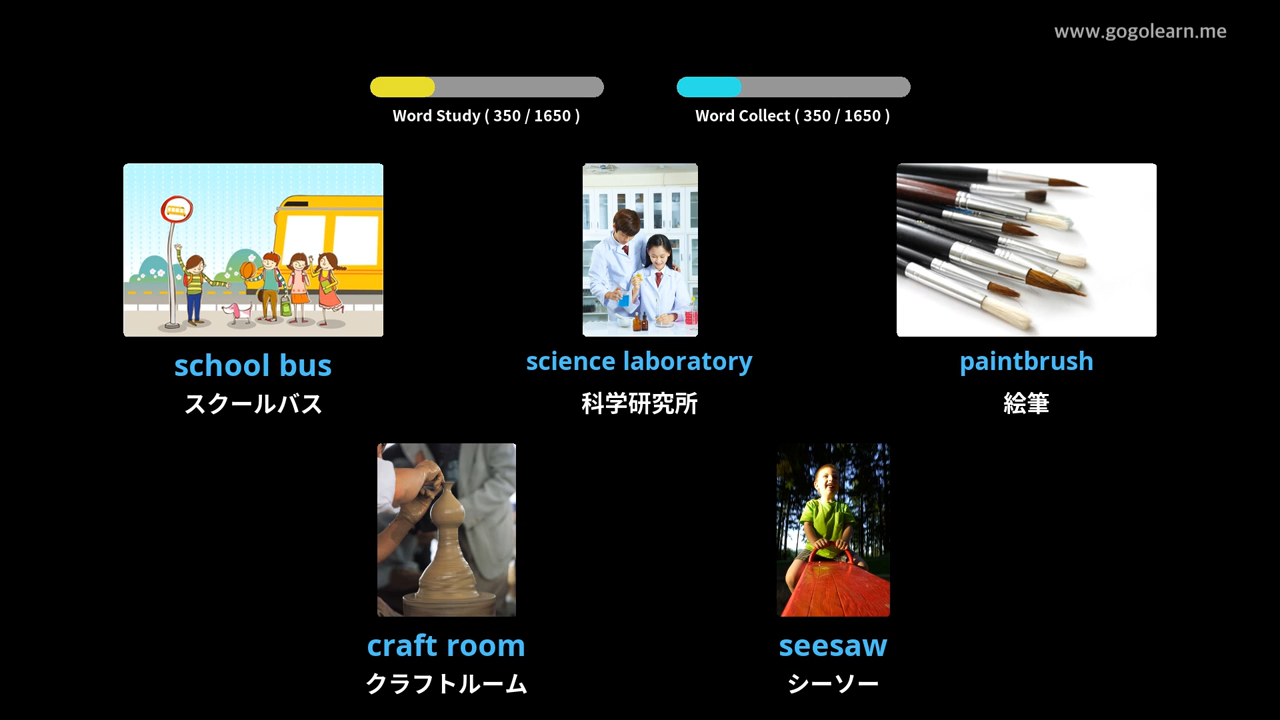 www.gogolearn.me
Word Study ( 350 / 1650 )
Word Collect ( 350 / 1650 )
school bus
スクールバス
science laboratory
科学研究所
paintbrush
絵筆
craft room
クラフトルーム
seesaw
シーソー